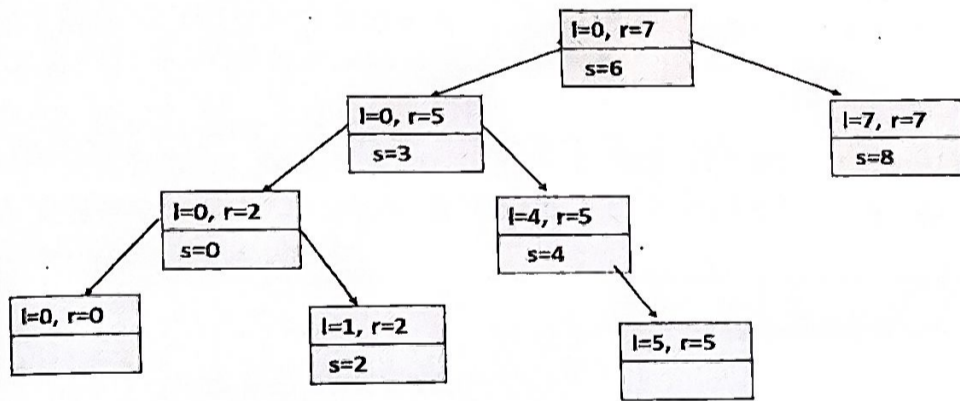 l=0, r=7
s=6
l=0, r=5
s=3
l=7, r=7
s=8
l=0, r=2
s=0
l=4, r=5
s=4
l=0, r=0
l=1, r=2
s=2
l=5, r=5